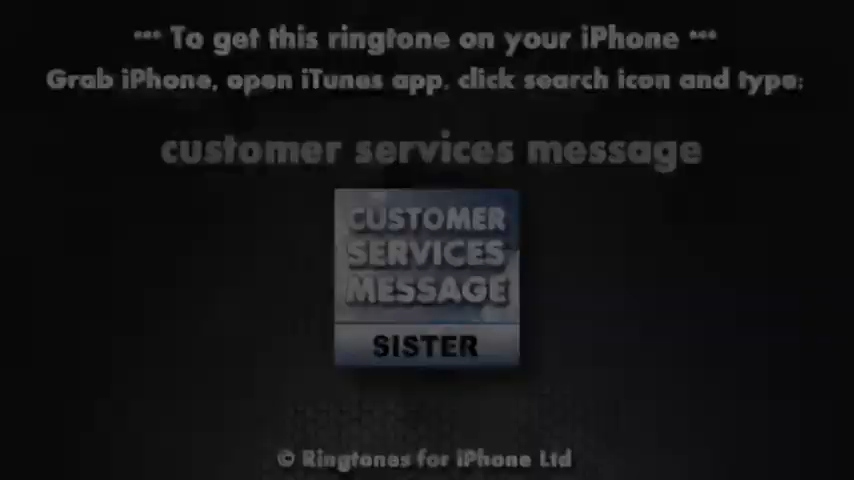 *** To get this ringtone on your iPhone ***
Grab iPhone, open iTunes app, click search icon and type:
customer services message
CUSTOMER
SERVICES
MESSAGE
SISTER
© Ringtones for iPhone Ltd